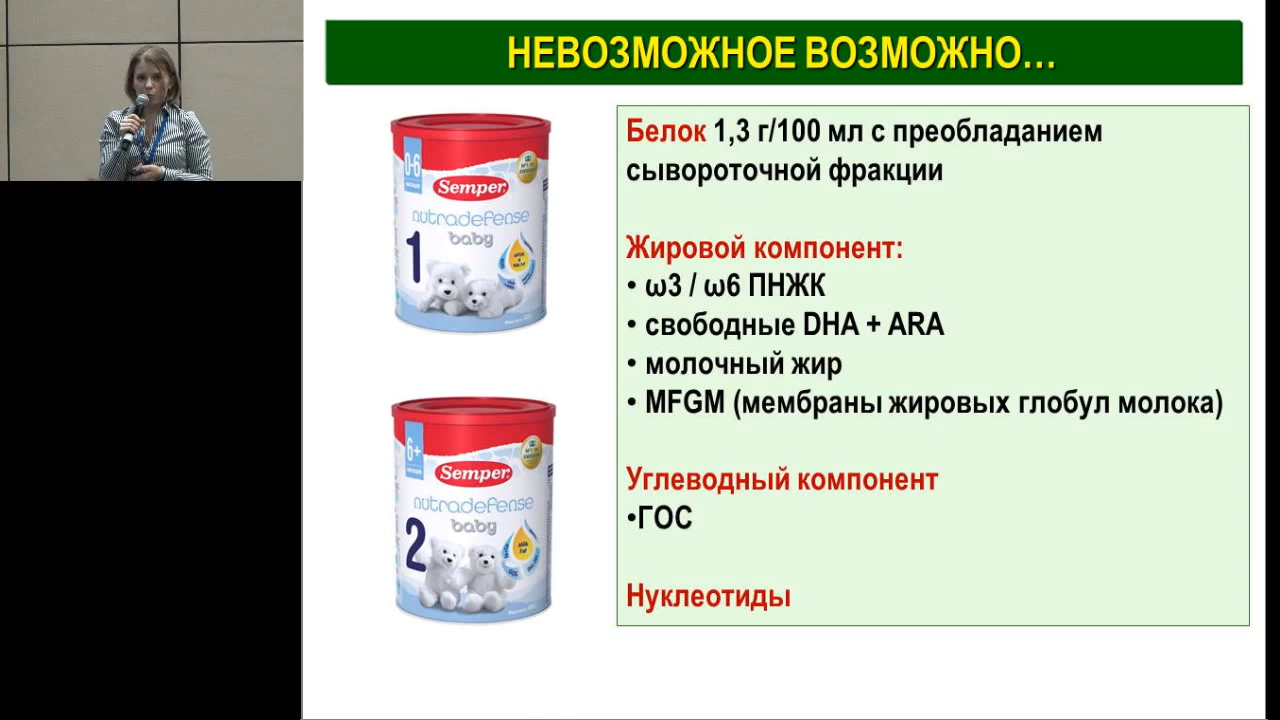 НЕВОЗМОЖНОЕ ВОЗМОЖНО...
0-6
Semper
nutradefense
baby
1
6+
Semper
nutradefense
baby
2
Белок 1,3 г/100 мл с преобладанием
сывороточной фракции
Жировой компонент:
• ω3 / ω6 ПНЖК
• свободные DHA + ARA
• молочный жир
• MFGM (мембраны жировых глобул молока)
Углеводный компонент
•ГОС
Нуклеотиды